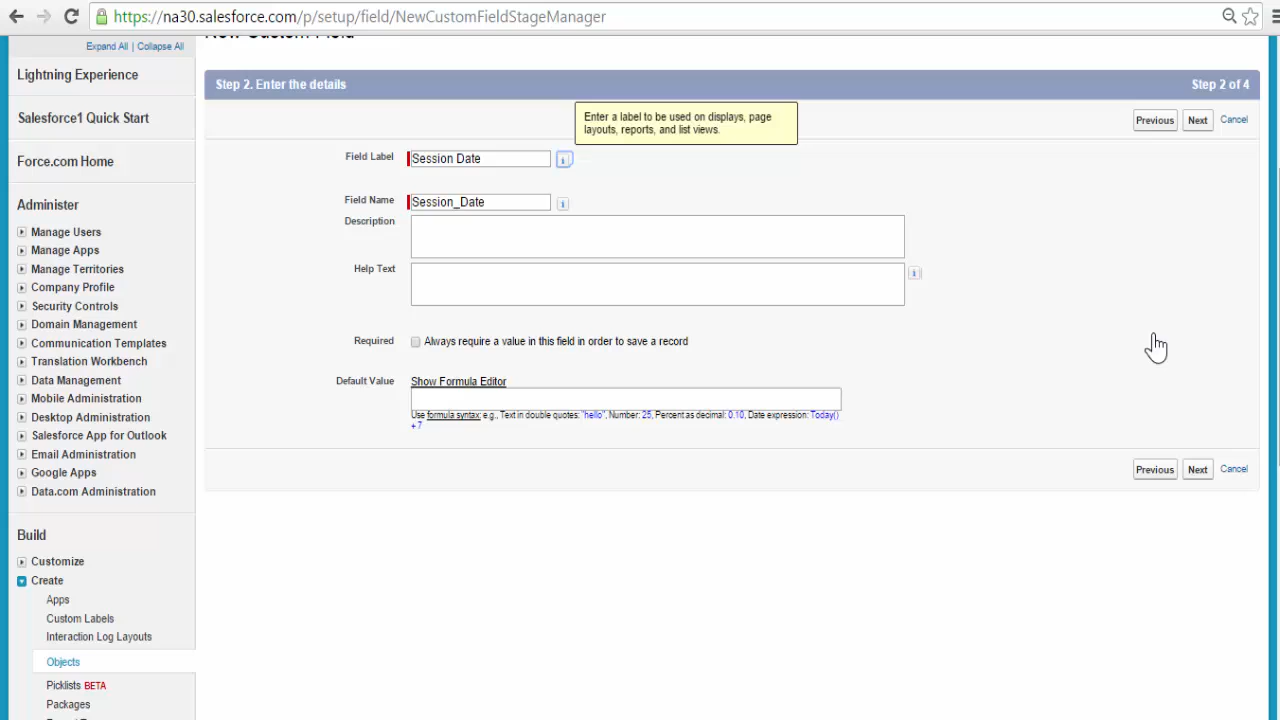 https://na30.salesforce.com/p/setup/field/NewCustomFieldStageManager
Expand All | Collapse All
New Custom Field
Lightning Experience
Salesforce1 Quick Start
Force.com Home
Administer
Manage Users
Manage Apps
Manage Territories
Company Profile
Security Controls
Domain Management
Communication Templates
Translation Workbench
Data Management
Mobile Administration
Desktop Administration
Salesforce App for Outlook
Email Administration
Google Apps
Data.com Administration
Build
Customize
Create
Apps
Custom Labels
Interaction Log Layouts
Objects
Picklists BETA
Packages
Step 2. Enter the details Step 2 of 4
Enter a label to be used on displays, page
layouts, reports, and list views.
Previous Next Cancel
Field Label Session Date
Field Name Session_Date
Description
Help Text
Required Always require a value in this field in order to save a record
Default Value Show Formula Editor
Use formula syntax: e.g., Text in double quotes: "hello", Number: 25, Percent as decimal: 0.10, Date expression: Today()
+ 7
Previous Next Cancel